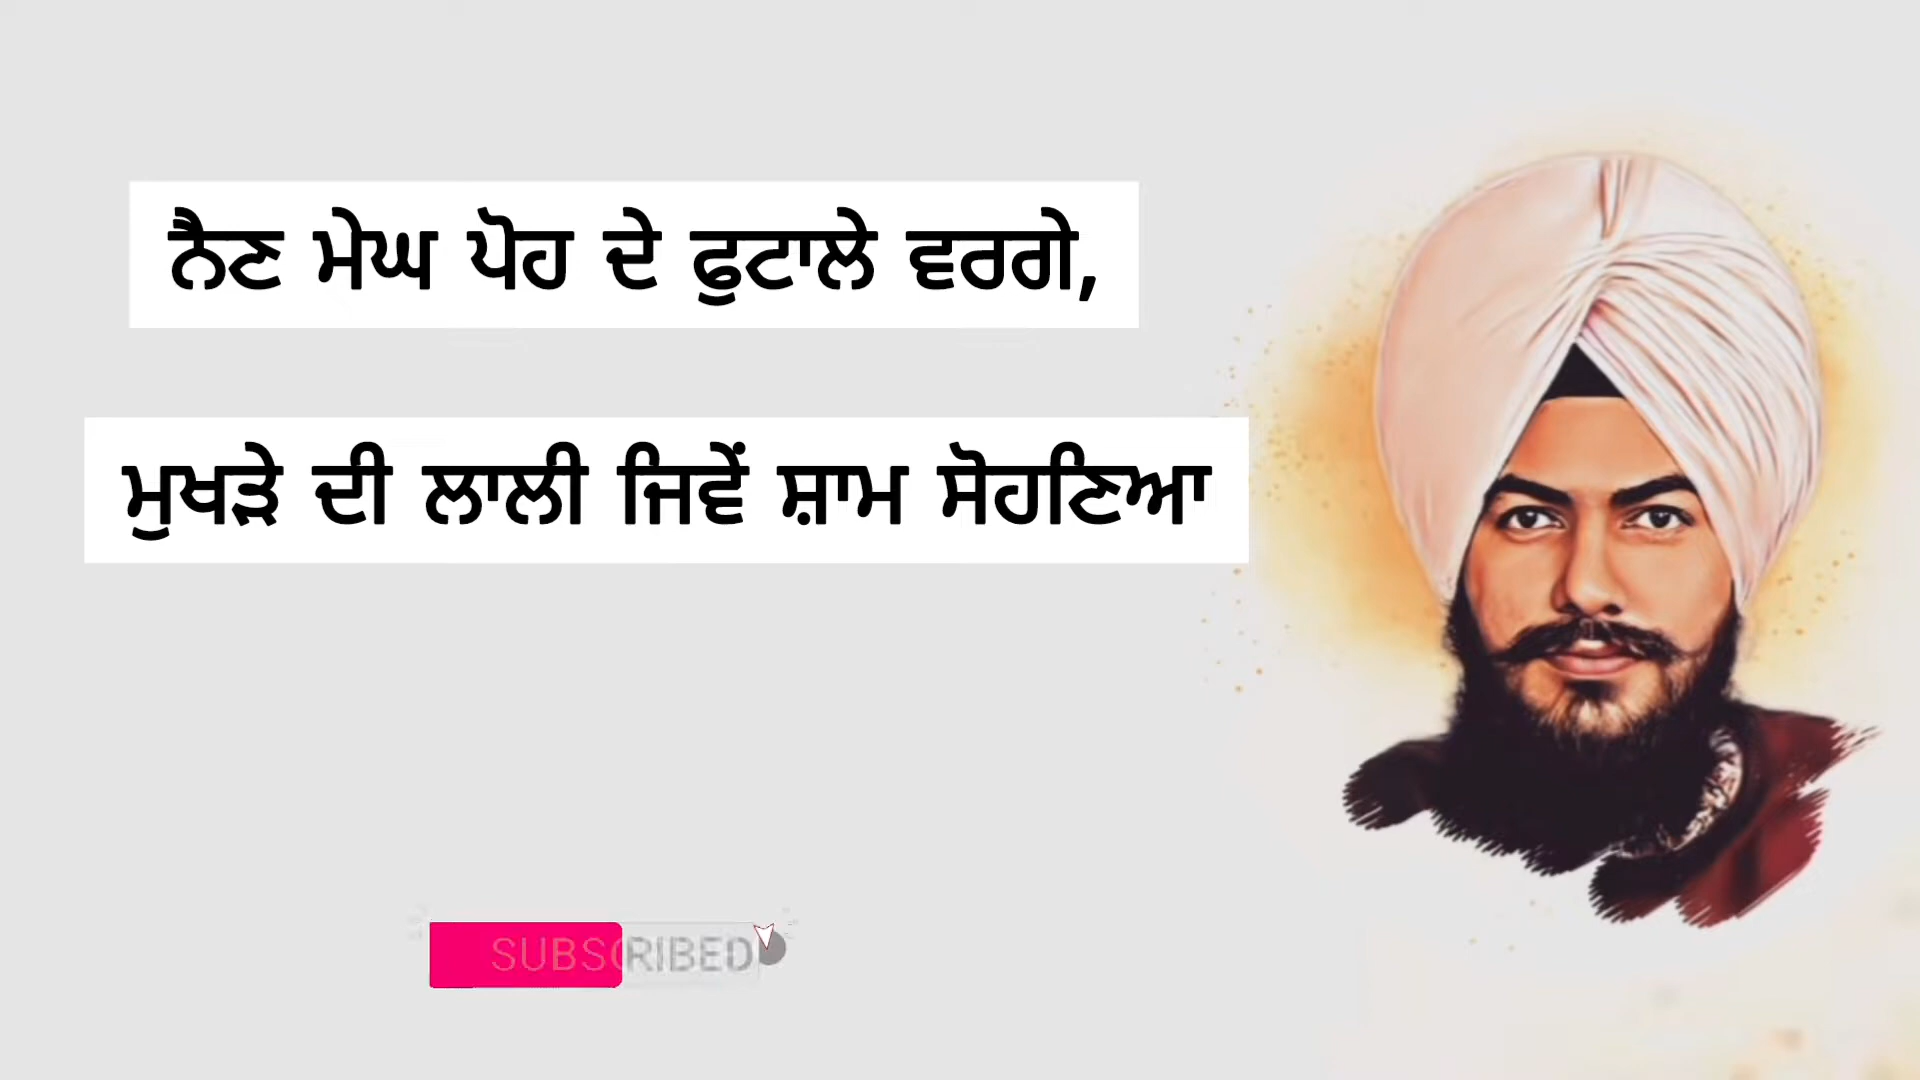 ਨੈਣ ਮੇਘ ਪੋਹ ਦੇ ਫੁਟਾਲੇ ਵਰਗੇ,
ਮੁਖੜੇ ਦੀ ਲਾਲੀ ਜਿਵੇਂ ਸ਼ਾਮ ਸੋਹਣਿਆ
SUBSCRIBED